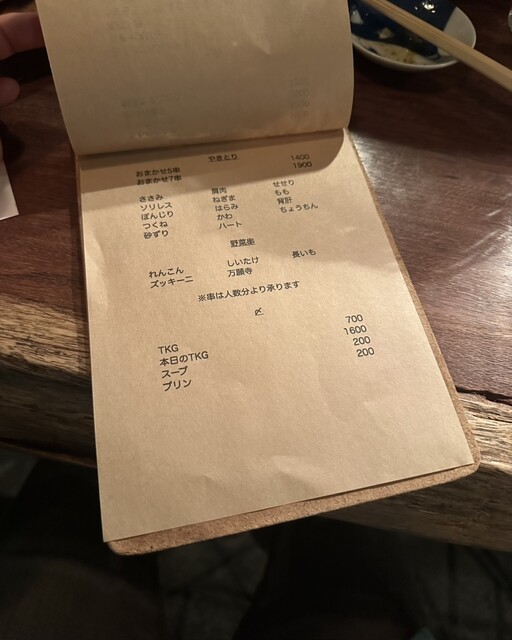 やきとり
おまかせ5串 1400
おまかせ7串 1900
ささみ 肩肉 せせり
ソリレス ねぎま もも
ぼんじり はらみ 背肝
つくね かわ ちょうちん
砂ずり ハート
野菜串
れんこん しいたけ 長いも
ズッキーニ 万願寺
※串は人数分より承ります
〆
TKG 700
本日のTKG 1600
スープ 200
プリン 200